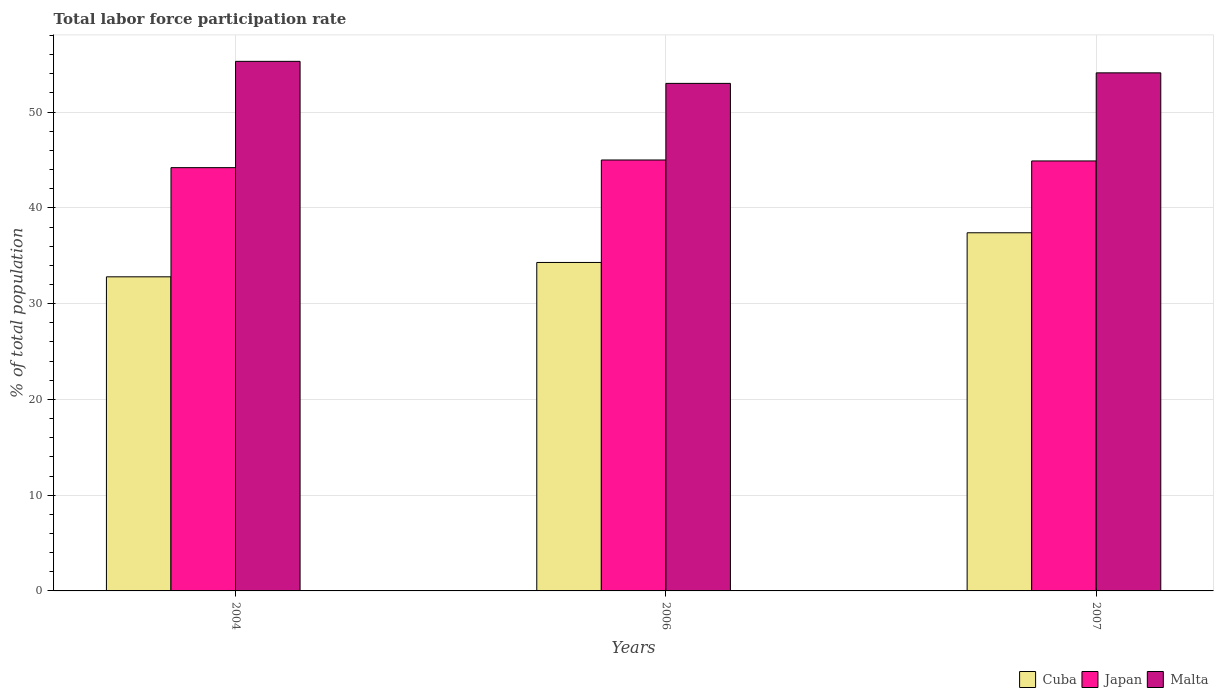 Total labor force participation rate
% of total population
50
40
30
20
10
0
2004
2006
2007
Years
Cuba
Japan
Malta